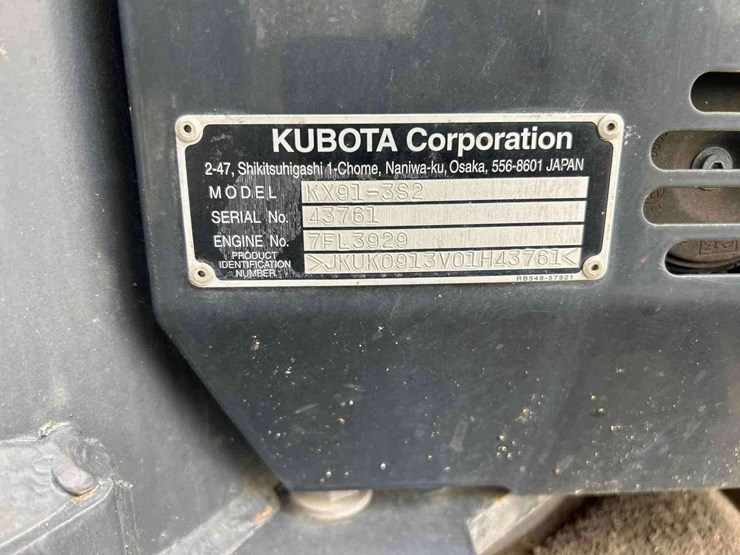 KUBOTA Corporation
2-47, Shikitsuhigashi 1-Chome, Naniwa-ku, Osaka, 556-8601 JAPAN
MODEL KX91-3S2
SERIAL No. 43761
ENGINE No. 7FL3929
PRODUCT
IDENTIFICATION
NUMBER >JKUK0913V01H43761<
RB548-57821